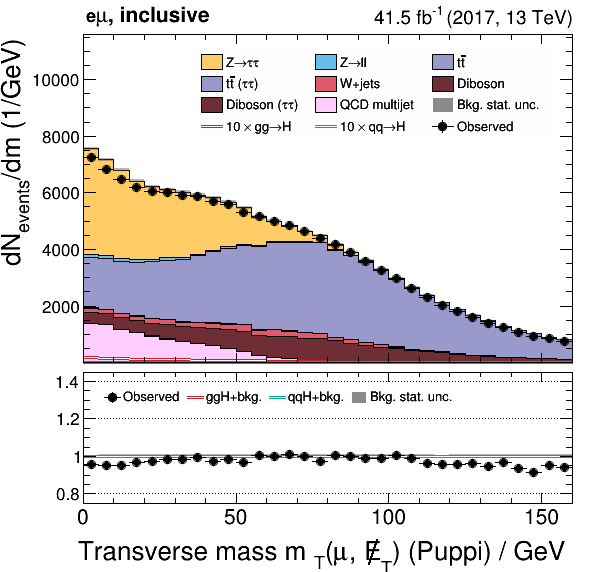 eμ, inclusive 41.5 fb⁻¹ (2017, 13 TeV)
dN_events/dm (1/GeV)
10000
8000
6000
4000
2000
Z→ττ Z→ll tt̄
tt̄ (ττ) W+jets Diboson
Diboson (ττ) QCD multijet Bkg. stat. unc.
10 × gg→H 10 × qq→H Observed
1.4
1.2
1
0.8
Observed ggH+bkg. qqH+bkg. Bkg. stat. unc.
0 50 100 150
Transverse mass m_T(μ, E̸_T) (Puppi) / GeV